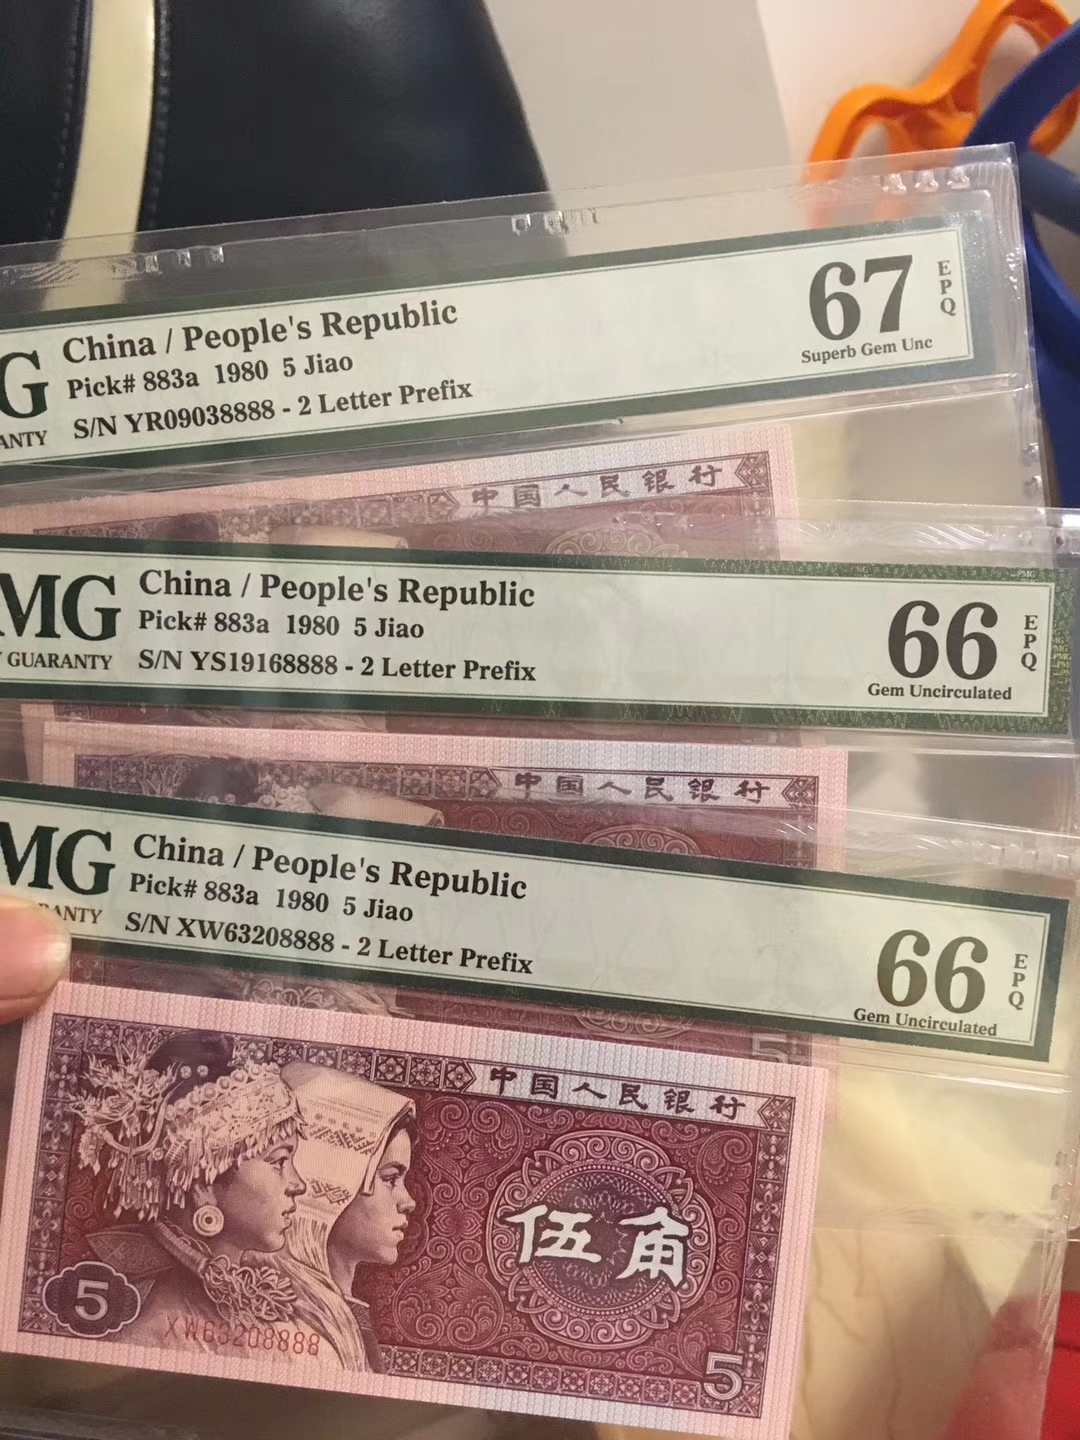 G
China / People's Republic
Pick# 883a 1980 5 Jiao
S/N YR09038888 - 2 Letter Prefix
ANTY
67
EPQ
Superb Gem Unc
中国人民银行
MG
GUARANTY
China / People's Republic
Pick# 883a 1980 5 Jiao
S/N YS19168888 - 2 Letter Prefix
66
EPQ
Gem Uncirculated
中国人民银行
MG
RANTY
China / People's Republic
Pick# 883a 1980 5 Jiao
S/N XW63208888 - 2 Letter Prefix
66
EPQ
Gem Uncirculated
5
中国人民银行
伍角
5
XW63208888
5